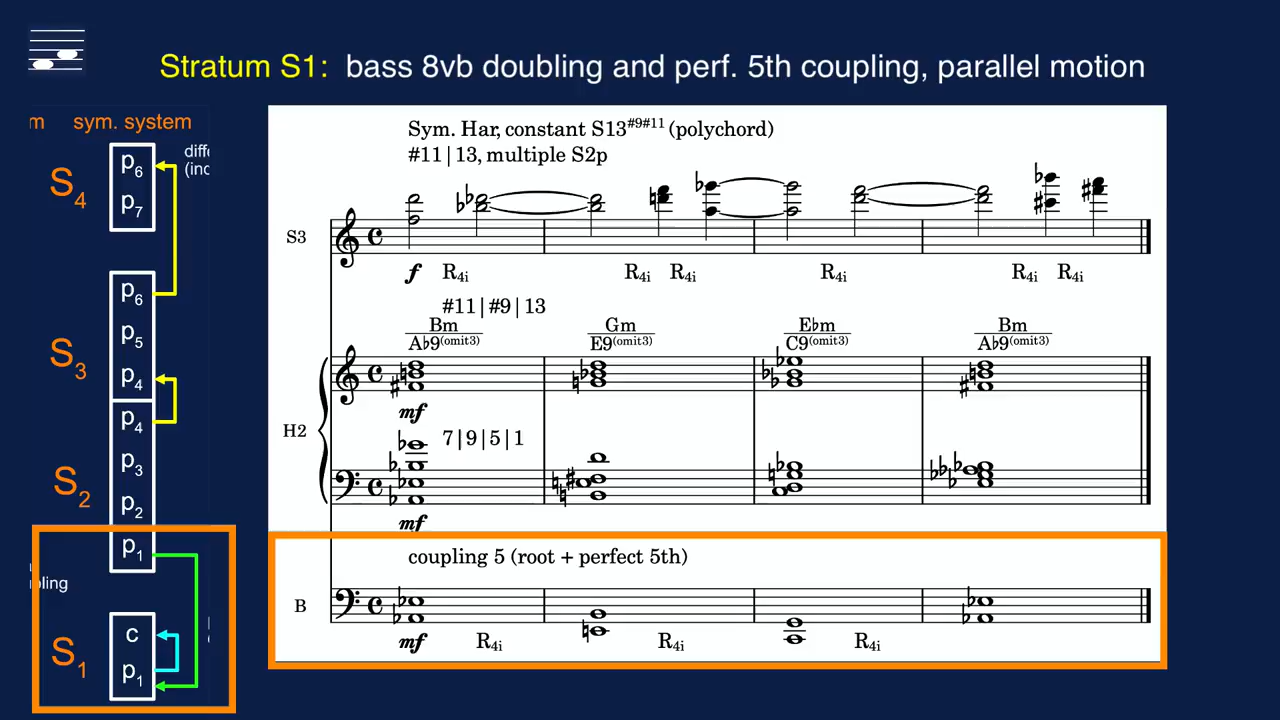 Stratum S1: bass 8vb doubling and perf. 5th coupling, parallel motion
m sym. system
S4
p6
p7
S3
p6
p5
p4
S2
p4
p3
p2
p1
S1
c
p1
Sym. Har, constant S13#9#11 (polychord)
#11|13, multiple S2p
S3
f R4i R4i R4i R4i R4i R4i
#11|#9|13
Bm Gm E♭m Bm
A♭9(omit3) E9(omit3) C9(omit3) A♭9(omit3)
mf
H2
7|9|5|1
mf
coupling 5 (root + perfect 5th)
B
mf R4i R4i R4i